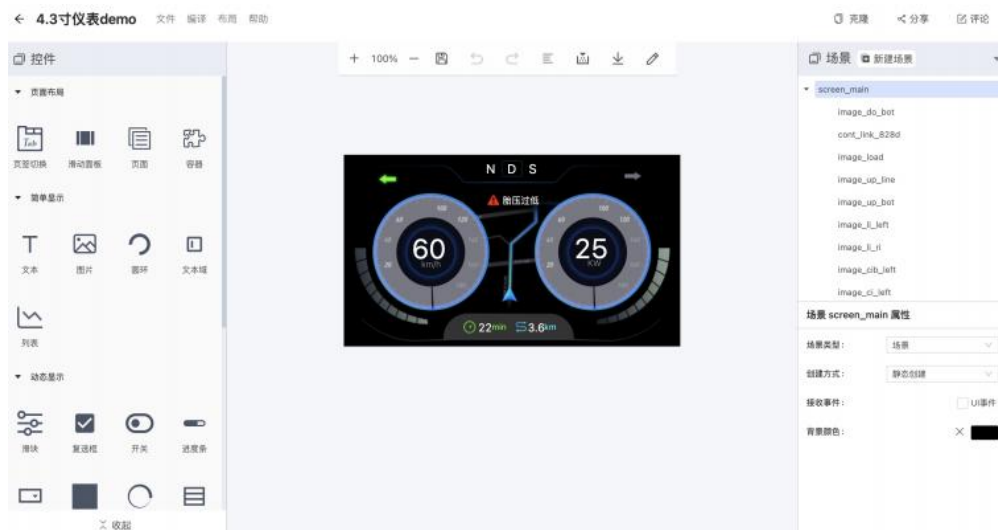 ← 4.3寸仪表demo 文件 编译 布局 帮助 克隆 分享 评论
控件
页面布局
页签切换 滑动面板 页面 容器
简单显示
文本 图片 圆环 文本域
列表
动态显示
滑块 复选框 开关 进度条
收起
+ 100% −
N D S
胎压过低
60
km/h
25
KW
22min 3.6km
场景 新建场景
screen_main
image_do_bot
cont_link_828d
image_load
image_up_line
image_up_bot
image_li_left
image_li_ri
image_cib_left
image_ci_left
场景 screen_main 属性
场景类型: 场景
创建方式: 静态创建
接收事件: UI事件
背景颜色: